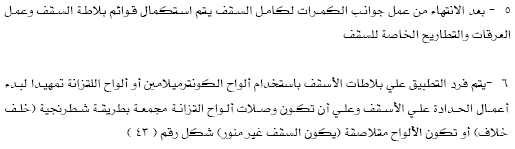 ٥ - بعد الانتهاء من عمل جوانب الكمرات لكامل السقف يتم استكمال قوائم بلاطة السقف وعمل
العرقات والتطاريح الخاصة للسقف
٦ -يتم فرد التطبيق علي بلاطات الأسقف باستخدام ألواح الكونترميلامين أو ألواح اللتزانة تمهيدا لبدء
أعمال الحدادة علي الأسقف وعلي أن تكون وصلات ألواح التزانة مجمعة بطريقة شطرنجية (خلف
خلاف) أو تكون الألواح متلاصقة (يكون السقف غير منور) شكل رقم ( ٤٣ )